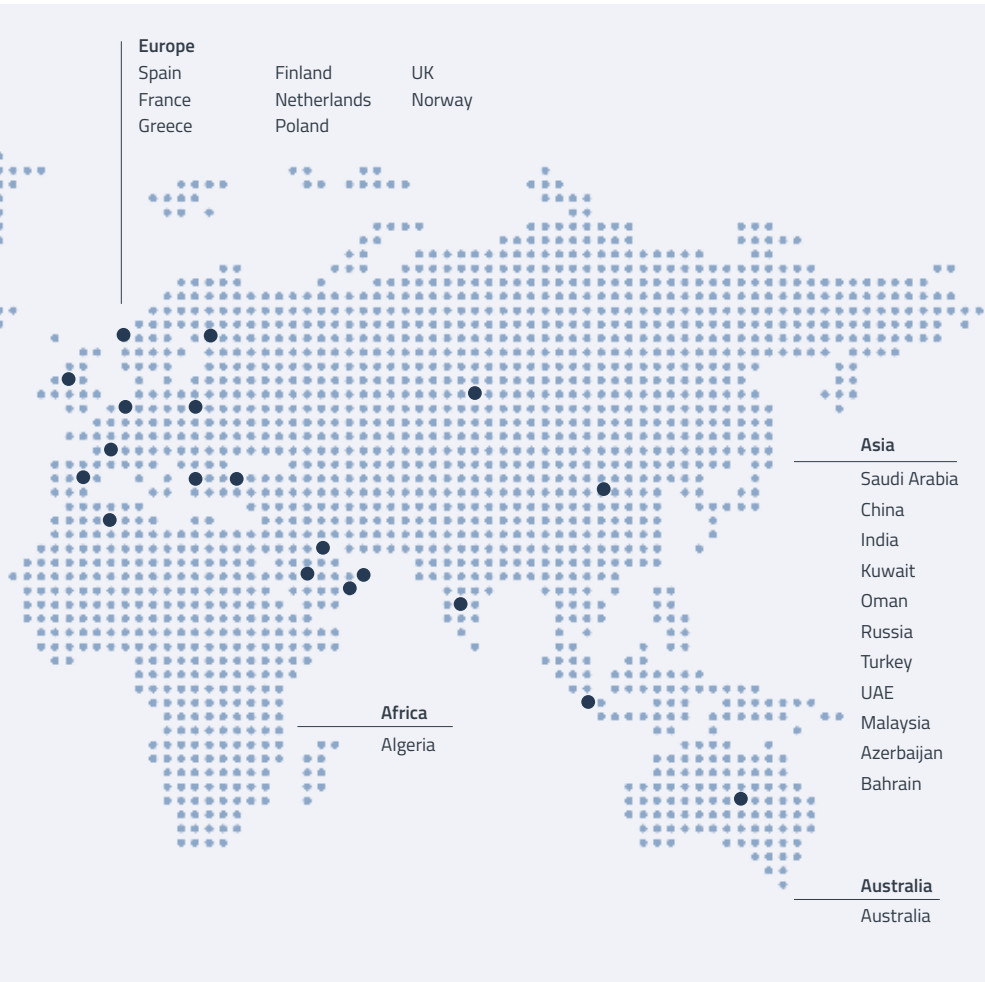 Europe
Spain Finland UK
France Netherlands Norway
Greece Poland
Asia
Saudi Arabia
China
India
Kuwait
Oman
Russia
Turkey
UAE
Malaysia
Azerbaijan
Bahrain
Africa
Algeria
Australia
Australia